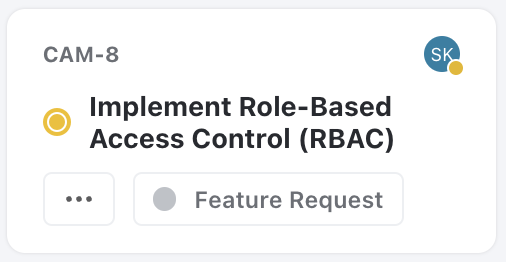 CAM-8
SK
Implement Role-Based
Access Control (RBAC)
Feature Request